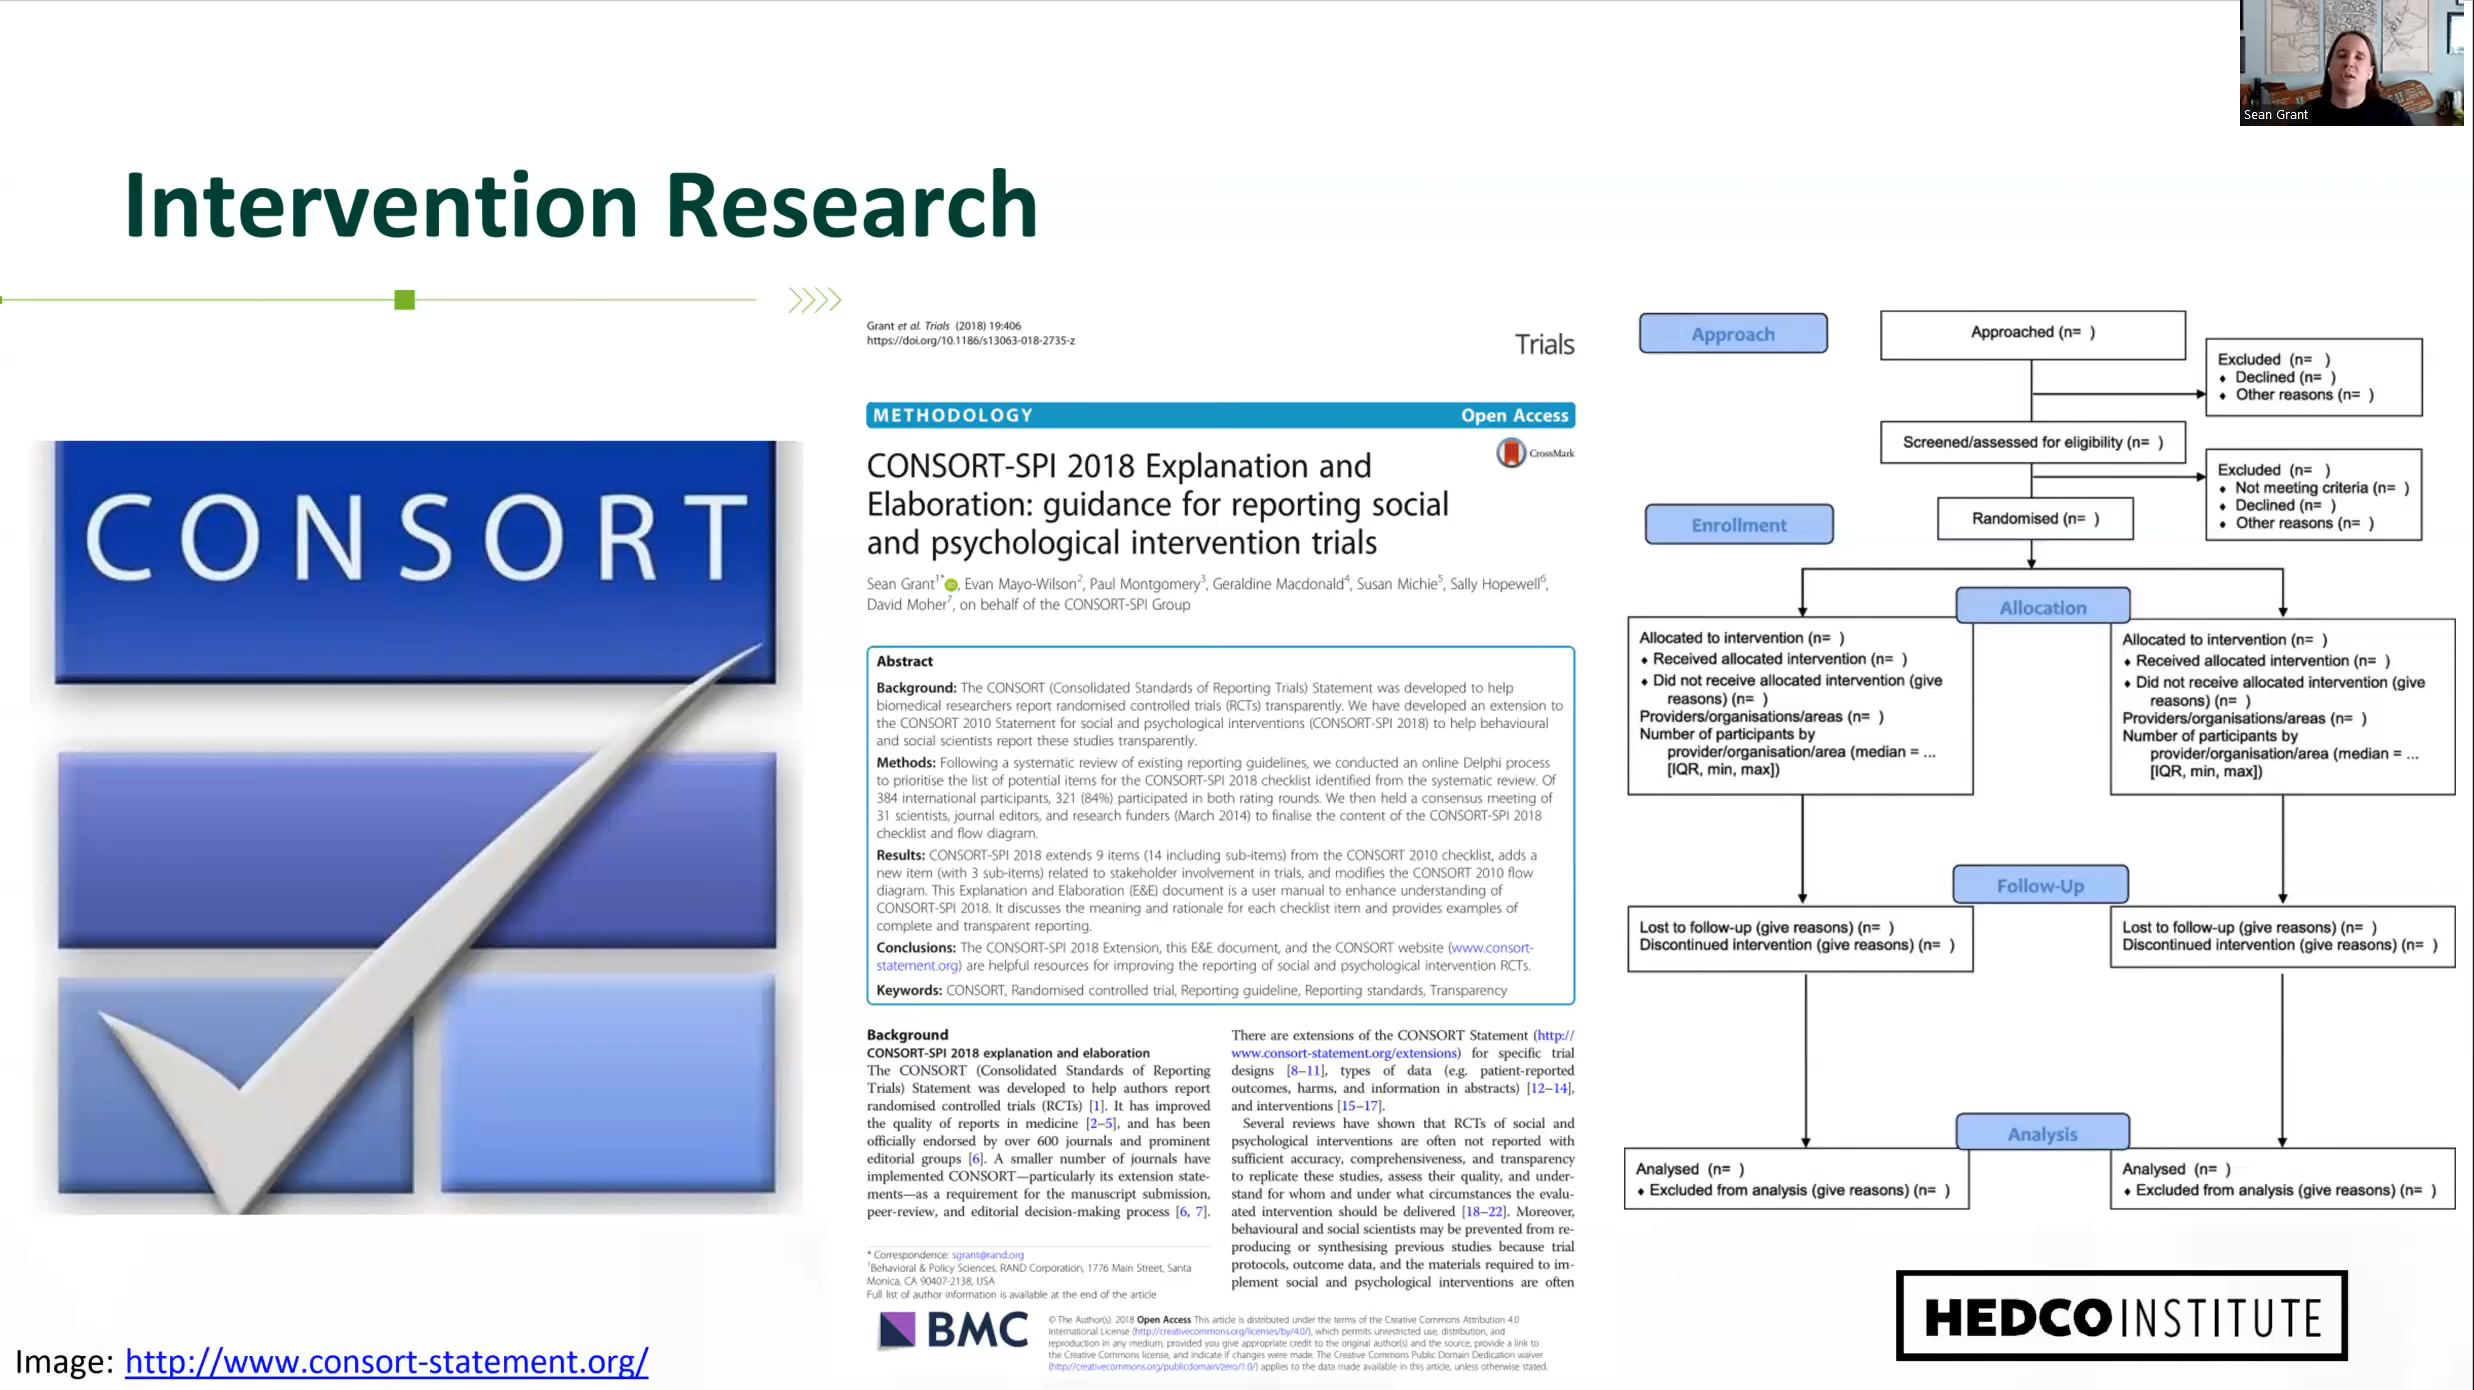 Sean Grant
Intervention Research
CONSORT
Grant et al. Trials (2018) 19:406
https://doi.org/10.1186/s13063-018-2735-z
Trials
METHODOLOGY
Open Access
CrossMark
CONSORT-SPI 2018 Explanation and
Elaboration: guidance for reporting social
and psychological intervention trials
Sean Grant1*, Evan Mayo-Wilson2, Paul Montgomery3, Geraldine Macdonald4, Susan Michie5, Sally Hopewell6,
David Moher7, on behalf of the CONSORT-SPI Group
Abstract
Background: The CONSORT (Consolidated Standards of Reporting Trials) Statement was developed to help
biomedical researchers report randomised controlled trials (RCTs) transparently. We have developed an extension to
the CONSORT 2010 Statement for social and psychological interventions (CONSORT-SPI 2018) to help behavioural
and social scientists report these studies transparently.
Methods: Following a systematic review of existing reporting guidelines, we conducted an online Delphi process
to prioritise the list of potential items for the CONSORT-SPI 2018 checklist identified from the systematic review. Of
384 international participants, 321 (84%) participated in both rating rounds. We then held a consensus meeting of
31 scientists, journal editors, and research funders (March 2014) to finalise the content of the CONSORT-SPI 2018
checklist and flow diagram.
Results: CONSORT-SPI 2018 extends 9 items (14 including sub-items) from the CONSORT 2010 checklist, adds a
new item (with 3 sub-items) related to stakeholder involvement in trials, and modifies the CONSORT 2010 flow
diagram. This Explanation and Elaboration (E&E) document is a user manual to enhance understanding of
CONSORT-SPI 2018. It discusses the meaning and rationale for each checklist item and provides examples of
complete and transparent reporting.
Conclusions: The CONSORT-SPI 2018 Extension, this E&E document, and the CONSORT website (www.consort-
statement.org) are helpful resources for improving the reporting of social and psychological intervention RCTs.
Keywords: CONSORT, Randomised controlled trial, Reporting guideline, Reporting standards, Transparency
Background
CONSORT-SPI 2018 explanation and elaboration
The CONSORT (Consolidated Standards of Reporting
Trials) Statement was developed to help authors report
randomised controlled trials (RCTs) [1]. It has improved
the quality of reports in medicine [2–5], and has been
officially endorsed by over 600 journals and prominent
editorial groups [6]. A smaller number of journals have
implemented CONSORT—particularly its extension state-
ments—as a requirement for the manuscript submission,
peer-review, and editorial decision-making process [6, 7].
There are extensions of the CONSORT Statement (http://
www.consort-statement.org/extensions) for specific trial
designs [8–11], types of data (e.g. patient-reported
outcomes, harms, and information in abstracts) [12–14],
and interventions [15–17].
Several reviews have shown that RCTs of social and
psychological interventions are often not reported with
sufficient accuracy, comprehensiveness, and transparency
to replicate these studies, assess their quality, and under-
stand for whom and under what circumstances the evalu-
ated intervention should be delivered [18–22]. Moreover,
behavioural and social scientists may be prevented from re-
producing or synthesising previous studies because trial
protocols, outcome data, and the materials required to im-
plement social and psychological interventions are often
* Correspondence: sgrant@rand.org
1Behavioral & Policy Sciences, RAND Corporation, 1776 Main Street, Santa
Monica, CA 90407-2138, USA
Full list of author information is available at the end of the article
BMC
© The Author(s). 2018 Open Access This article is distributed under the terms of the Creative Commons Attribution 4.0
International License (http://creativecommons.org/licenses/by/4.0/), which permits unrestricted use, distribution, and
reproduction in any medium, provided you give appropriate credit to the original author(s) and the source, provide a link to
the Creative Commons license, and indicate if changes were made. The Creative Commons Public Domain Dedication waiver
(http://creativecommons.org/publicdomain/zero/1.0/) applies to the data made available in this article, unless otherwise stated.
Approach
Approached (n= )
Excluded (n= )
♦ Declined (n= )
♦ Other reasons (n= )
Screened/assessed for eligibility (n= )
Excluded (n= )
♦ Not meeting criteria (n= )
♦ Declined (n= )
♦ Other reasons (n= )
Enrollment
Randomised (n= )
Allocation
Allocated to intervention (n= )
♦ Received allocated intervention (n= )
♦ Did not receive allocated intervention (give
reasons) (n= )
Providers/organisations/areas (n= )
Number of participants by
provider/organisation/area (median = ...
[IQR, min, max])
Allocated to intervention (n= )
♦ Received allocated intervention (n= )
♦ Did not receive allocated intervention (give
reasons) (n= )
Providers/organisations/areas (n= )
Number of participants by
provider/organisation/area (median = ...
[IQR, min, max])
Follow-Up
Lost to follow-up (give reasons) (n= )
Discontinued intervention (give reasons) (n= )
Lost to follow-up (give reasons) (n= )
Discontinued intervention (give reasons) (n= )
Analysis
Analysed (n= )
♦ Excluded from analysis (give reasons) (n= )
Analysed (n= )
♦ Excluded from analysis (give reasons) (n= )
HEDCO INSTITUTE
Image: http://www.consort-statement.org/